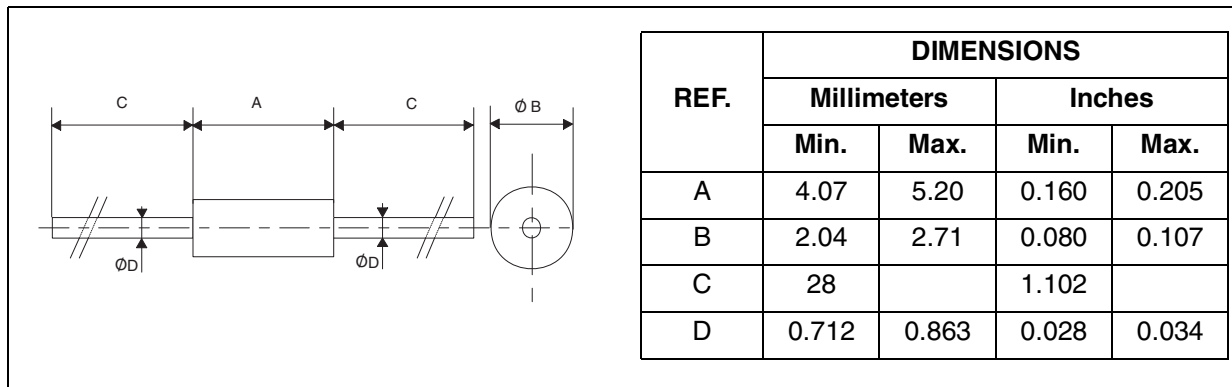 C A C Ø B
ØD ØD
REF. DIMENSIONS
Millimeters Inches
Min. Max. Min. Max.
A 4.07 5.20 0.160 0.205
B 2.04 2.71 0.080 0.107
C 28 1.102
D 0.712 0.863 0.028 0.034